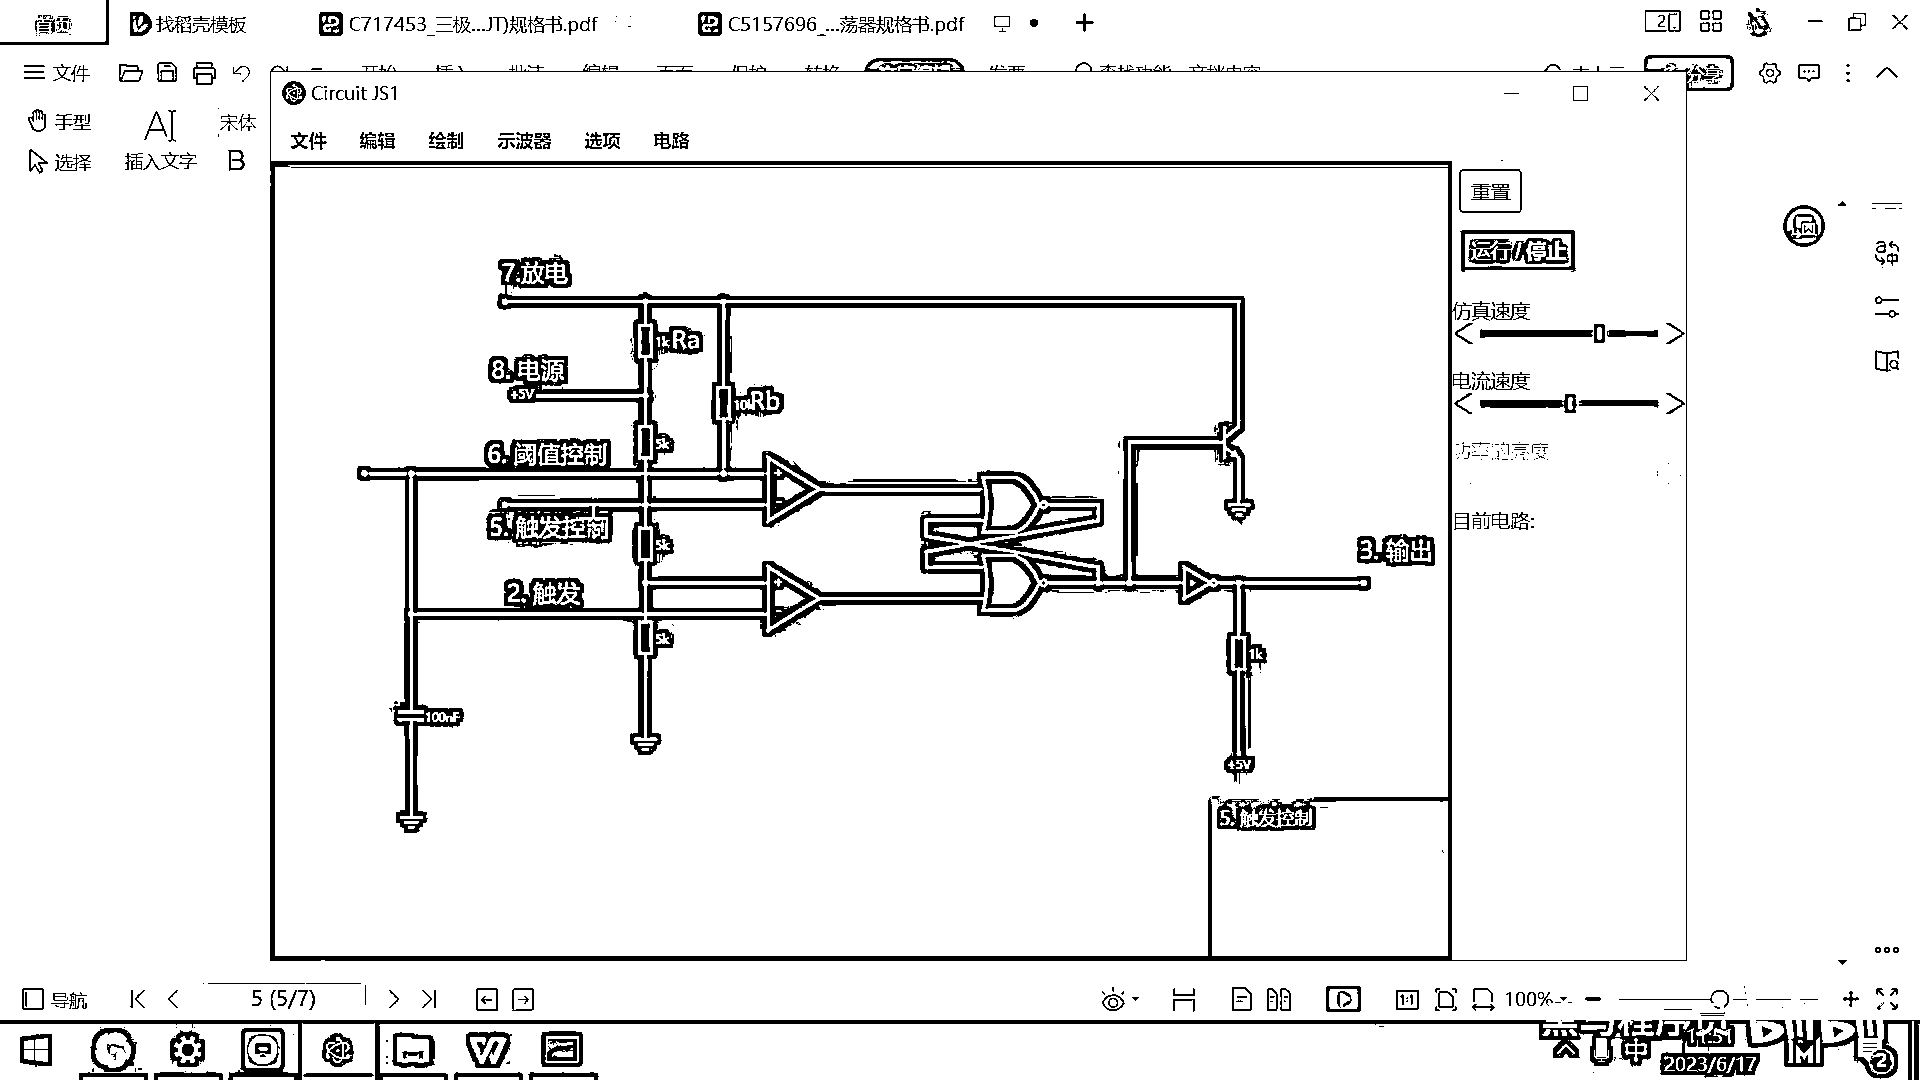 首页 找稻壳模板 C717453_三极...JT)规格书.pdf C5157696_...荡器规格书.pdf
文件
Circuit JS1
手型 插入文字 宋体
选择 B
文件 编辑 绘制 示波器 选项 电路
重置
运行/停止
仿真速度
电流速度
功率的亮度
目前电路:
7.放电
1k Ra
8.电源
+5V
10k Rb
5k
6.阈值控制
5.触发控制
5k
2.触发
5k
3.输出
1k
100nF
+5V
5.触发控制
导航 5 (5/7) 1:1 100%
中 11:51
2023/6/17
2